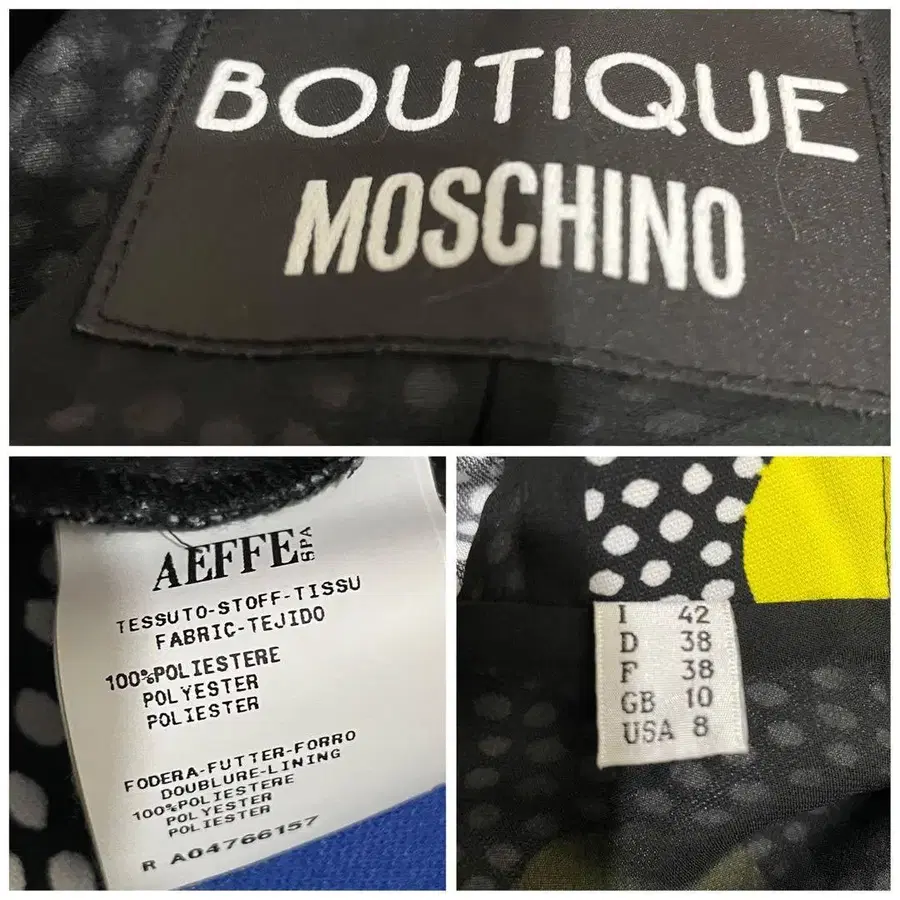 BOUTIQUE
MOSCHINO
AEFFE SPA
TESSUTO-STOFF-TISSU
FABRIC-TEJIDO
100%POLIESTERE
POLYESTER
POLIESTER
FODERA-FUTTER-FORRO
DOUBLURE-LINING
100%POLIESTERE
POLYESTER
POLIESTER
R A04766157
I 42
D 38
F 38
GB 10
USA 8